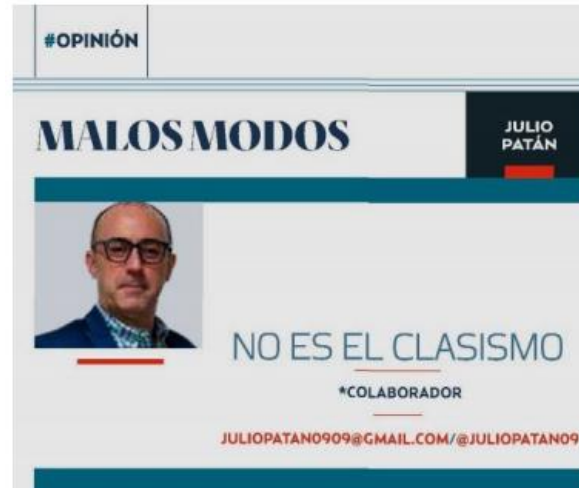 #OPINIÓN
MALOS MODOS
JULIO
PATÁN
NO ES EL CLASISMO
*COLABORADOR
JULIOPATAN0909@GMAIL.COM/@JULIOPATAN09